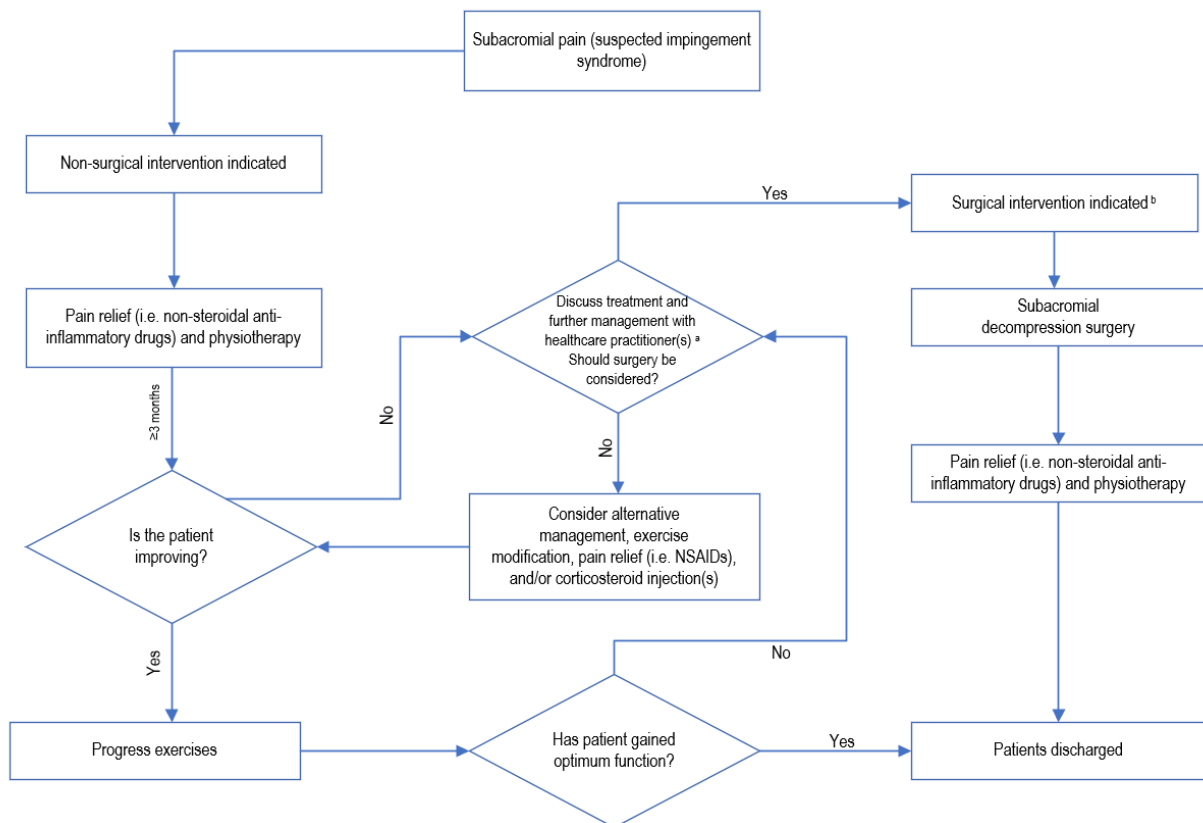 Subacromial pain (suspected impingement
syndrome)
Non-surgical intervention indicated
Yes
Surgical intervention indicated ᵇ
Pain relief (i.e. non-steroidal anti-
inflammatory drugs) and physiotherapy
Discuss treatment and
further management with
healthcare practitioner(s) ᵃ
Should surgery be
considered?
Subacromial
decompression surgery
≥3 months
No
No
No
Is the patient
improving?
Consider alternative
management, exercise
modification, pain relief (i.e. NSAIDs),
and/or corticosteroid injection(s)
Pain relief (i.e. non-steroidal anti-
inflammatory drugs) and physiotherapy
Yes
No
Progress exercises
Has patient gained
optimum function?
Yes
Patients discharged